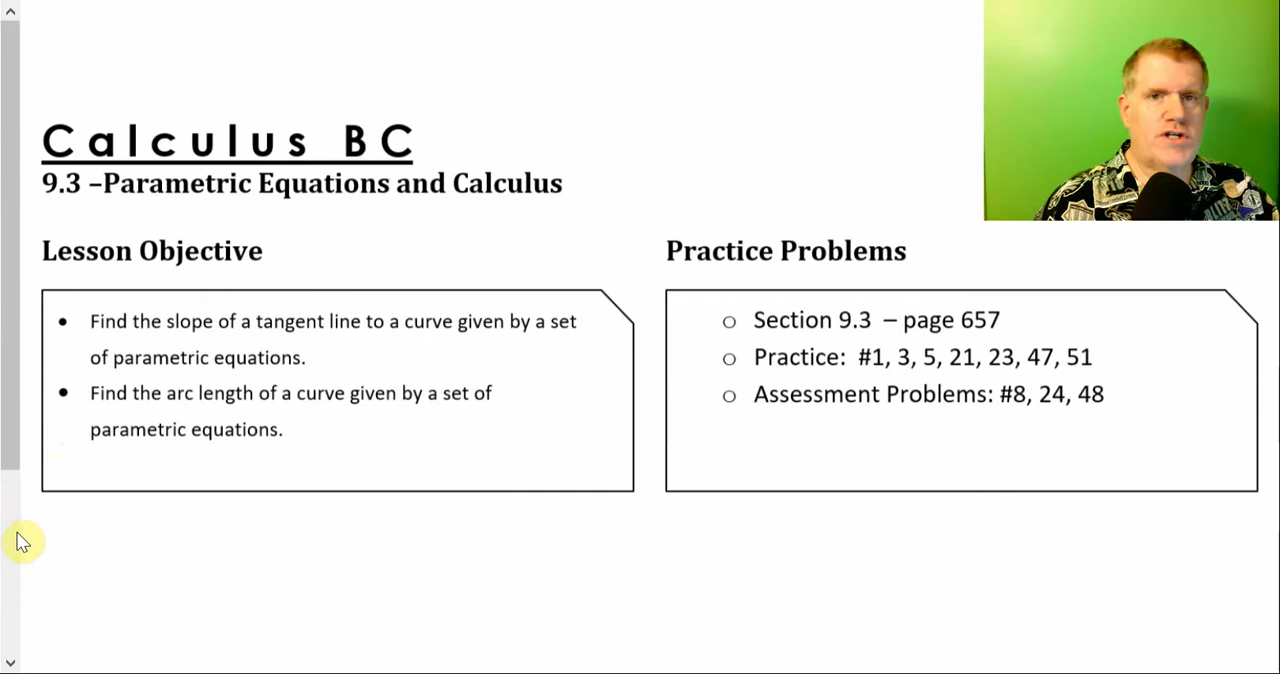 Calculus BC
9.3 –Parametric Equations and Calculus
Lesson Objective
• Find the slope of a tangent line to a curve given by a set
of parametric equations.
• Find the arc length of a curve given by a set of
parametric equations.
Practice Problems
o Section 9.3 – page 657
o Practice: #1, 3, 5, 21, 23, 47, 51
o Assessment Problems: #8, 24, 48